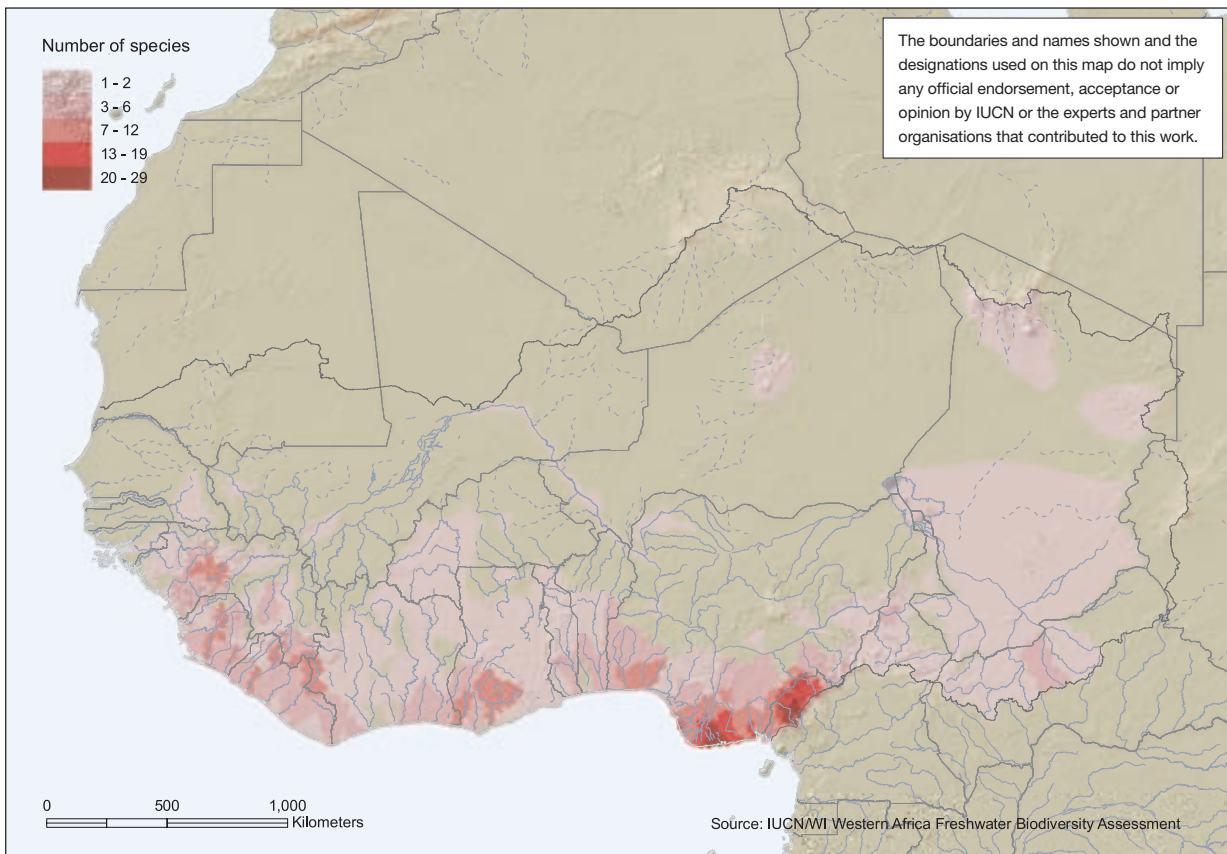 Number of species
1 - 2
3 - 6
7 - 12
13 - 19
20 - 29
The boundaries and names shown and the
designations used on this map do not imply
any official endorsement, acceptance or
opinion by IUCN or the experts and partner
organisations that contributed to this work.
0 500 1,000
Kilometers
Source: IUCN/WI Western Africa Freshwater Biodiversity Assessment